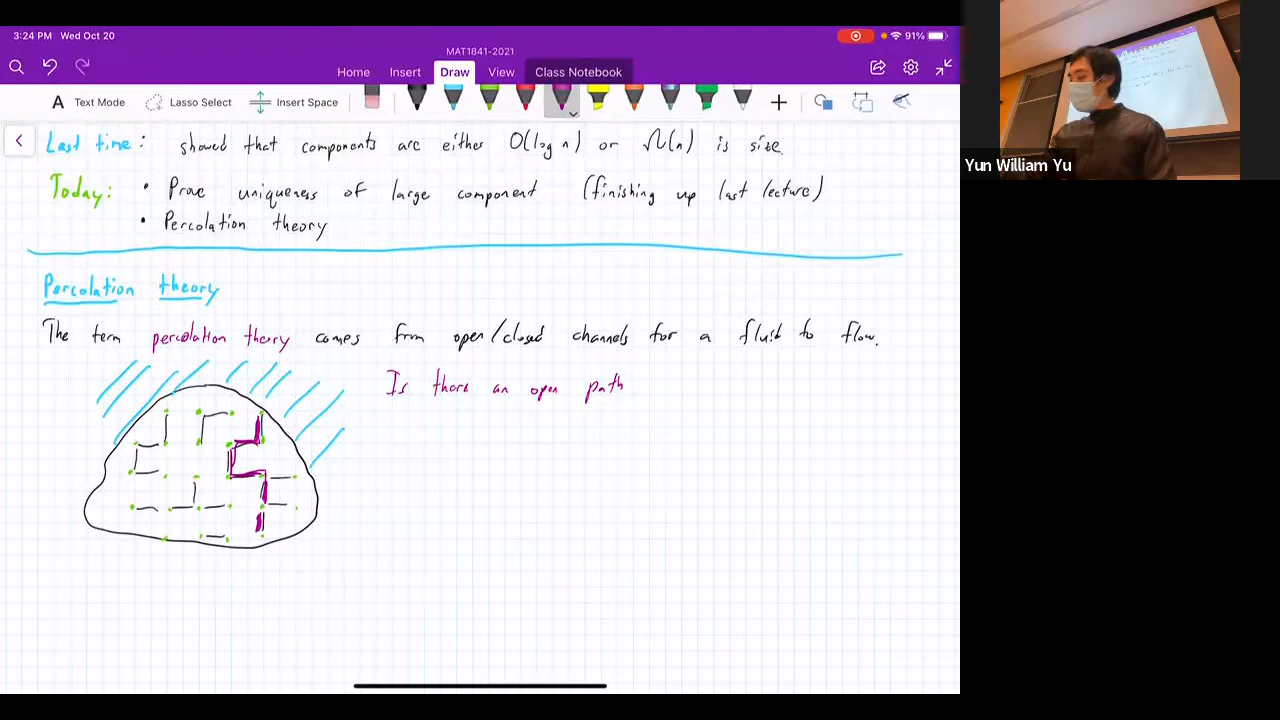 3:24 PM Wed Oct 20
91%
MAT1841-2021
Home Insert Draw View Class Notebook
Text Mode Lasso Select Insert Space
Last time: showed that components are either O(log n) or Ω(n) is size.
Today: • Prove uniqueness of large component (finishing up last lecture)
• Percolation theory
Percolation theory
The term percolation theory comes from open/closed channels for a fluid to flow.
Is there an open path
Yun William Yu